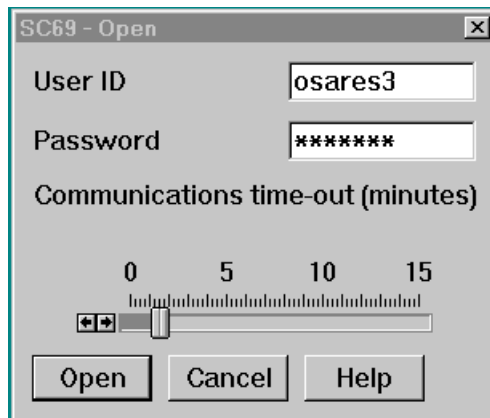 SC69 - Open
User ID osares3
Password *******
Communications time-out (minutes)
0 5 10 15
Open Cancel Help